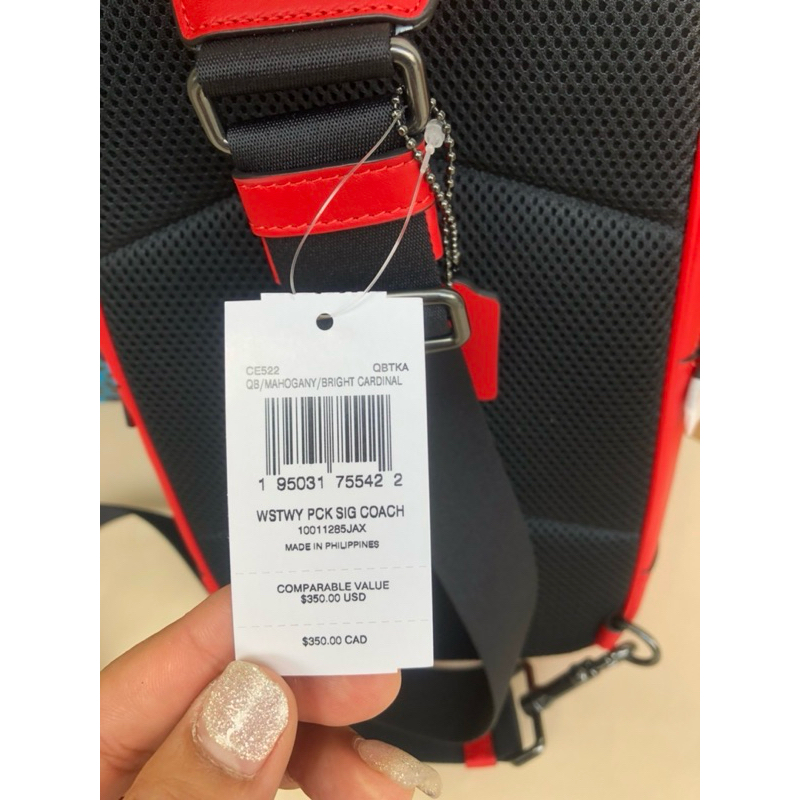 CE522 QBTKA
QB/MAHOGANY/BRIGHT CARDINAL
1 95031 75542 2
WSTWY PCK SIG COACH
10011285JAX
MADE IN PHILIPPINES
COMPARABLE VALUE
$350.00 USD
$350.00 CAD